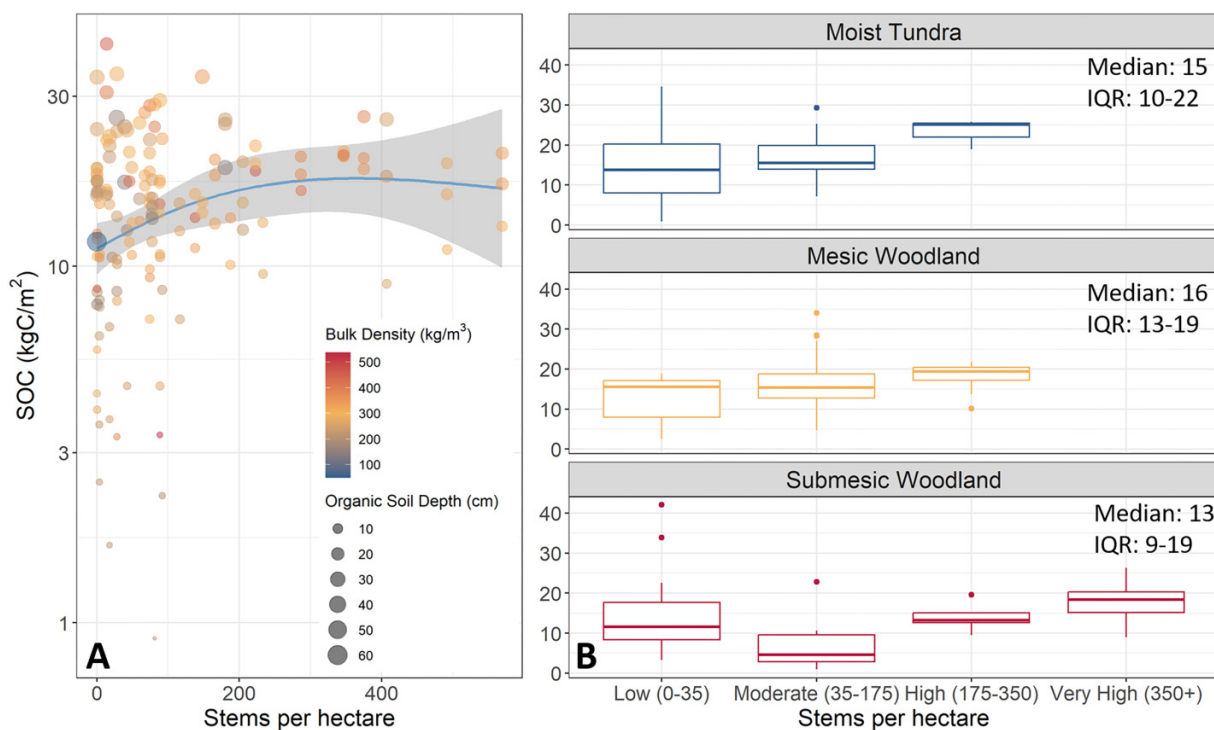 SOC (kgC/m²)
30
10
3
1
Bulk Density (kg/m³)
500
400
300
200
100
Organic Soil Depth (cm)
10
20
30
40
50
60
A
0
200
400
Stems per hectare
Moist Tundra
Median: 15
IQR: 10-22
40
30
20
10
0
Mesic Woodland
Median: 16
IQR: 13-19
40
30
20
10
0
Submesic Woodland
Median: 13
IQR: 9-19
40
30
20
10
0
B
Low (0-35) Moderate (35-175) High (175-350) Very High (350+)
Stems per hectare